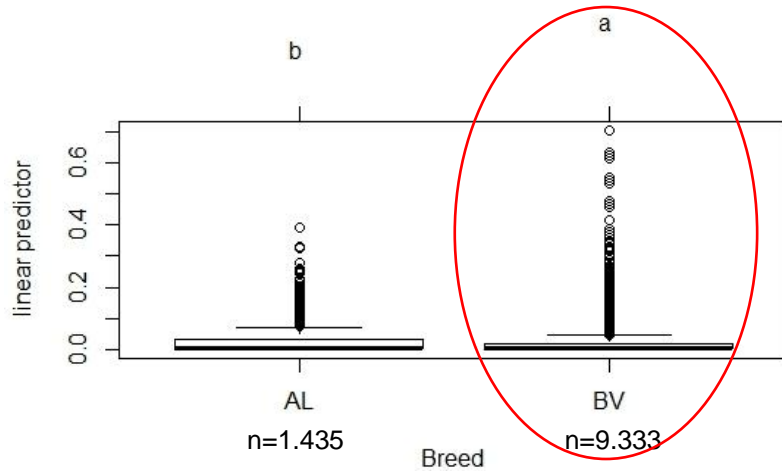 b a
linear predictor
0.6
0.4
0.2
0.0
AL BV
n=1.435 n=9.333
Breed